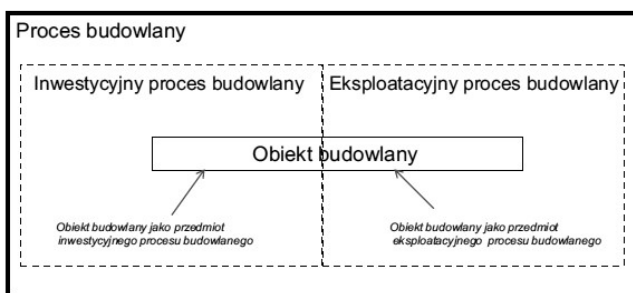 Proces budowlany
Inwestycyjny proces budowlany
Eksploatacyjny proces budowlany
Obiekt budowlany
Obiekt budowlany jako przedmiot
inwestycyjnego procesu budowlanego
Obiekt budowlany jako przedmiot
eksploatacyjnego procesu budowlanego